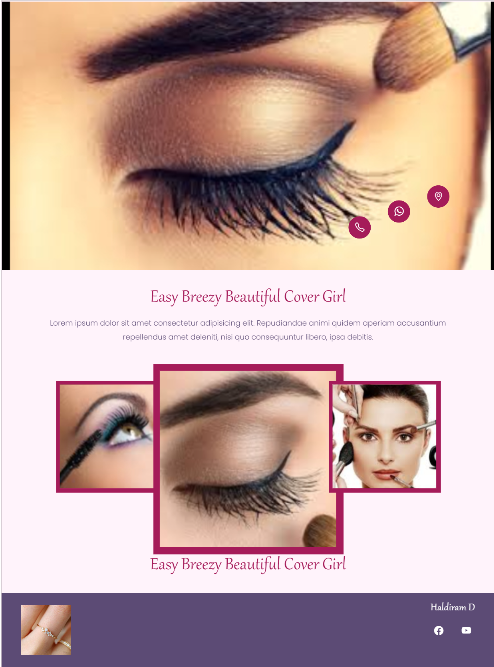 Easy Breezy Beautiful Cover Girl
Lorem ipsum dolor sit amet consectetur adipisicing elit. Repudiandae animi quidem aperiam accusantium
repellendus amet deleniti, nisi quo consequuntur libero, ipsa debitis.
Easy Breezy Beautiful Cover Girl
Haldiram D